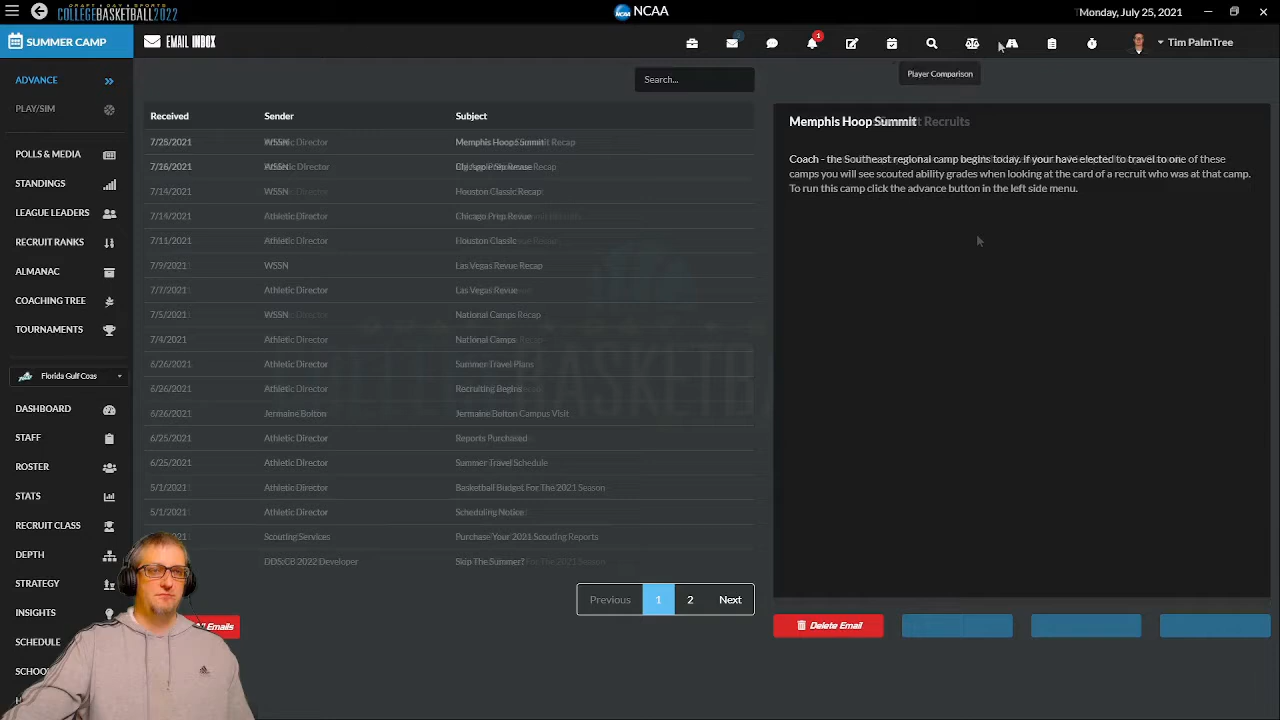 DRAFT DAY SPORTS
COLLEGE BASKETBALL 2022
NCAA
Monday, July 25, 2021
SUMMER CAMP
EMAIL INBOX
1
Tim PalmTree
ADVANCE
PLAY/SIM
POLLS & MEDIA
STANDINGS
LEAGUE LEADERS
RECRUIT RANKS
ALMANAC
COACHING TREE
TOURNAMENTS
Florida Gulf Coas
DASHBOARD
STAFF
ROSTER
STATS
RECRUIT CLASS
DEPTH
STRATEGY
INSIGHTS
SCHEDULE
SCHOO
Search...
Player Comparison
Received Sender Subject
7/25/2021 Memphis Hoop Summit
7/16/2021
7/14/2021 WSSN Houston Classic Recap
7/14/2021 Athletic Director Chicago Prep Revue
7/11/2021 Athletic Director Houston Classic
7/9/2021 WSSN Las Vegas Revue Recap
7/7/2021 Athletic Director Las Vegas Revue
7/5/2021 WSSN National Camps Recap
7/4/2021 Athletic Director National Camps
6/26/2021 Athletic Director Summer Travel Plans
6/26/2021 Athletic Director Recruiting Begins
6/26/2021 Jermaine Bolton Jermaine Bolton Campus Visit
6/25/2021 Athletic Director Reports Purchased
6/25/2021 Athletic Director Summer Travel Schedule
5/1/2021 Athletic Director Basketball Budget For The 2021 Season
5/1/2021 Athletic Director Scheduling Notice
Scouting Services Purchase Your 2021 Scouting Reports
DDS:CB 2022 Developer Skip The Summer?
Previous 1 2 Next
All Emails
Memphis Hoop Summit
Coach - the Southeast regional camp begins today. If your have elected to travel to one of these
camps you will see scouted ability grades when looking at the card of a recruit who was at that camp.
To run this camp click the advance button in the left side menu.
Delete Email